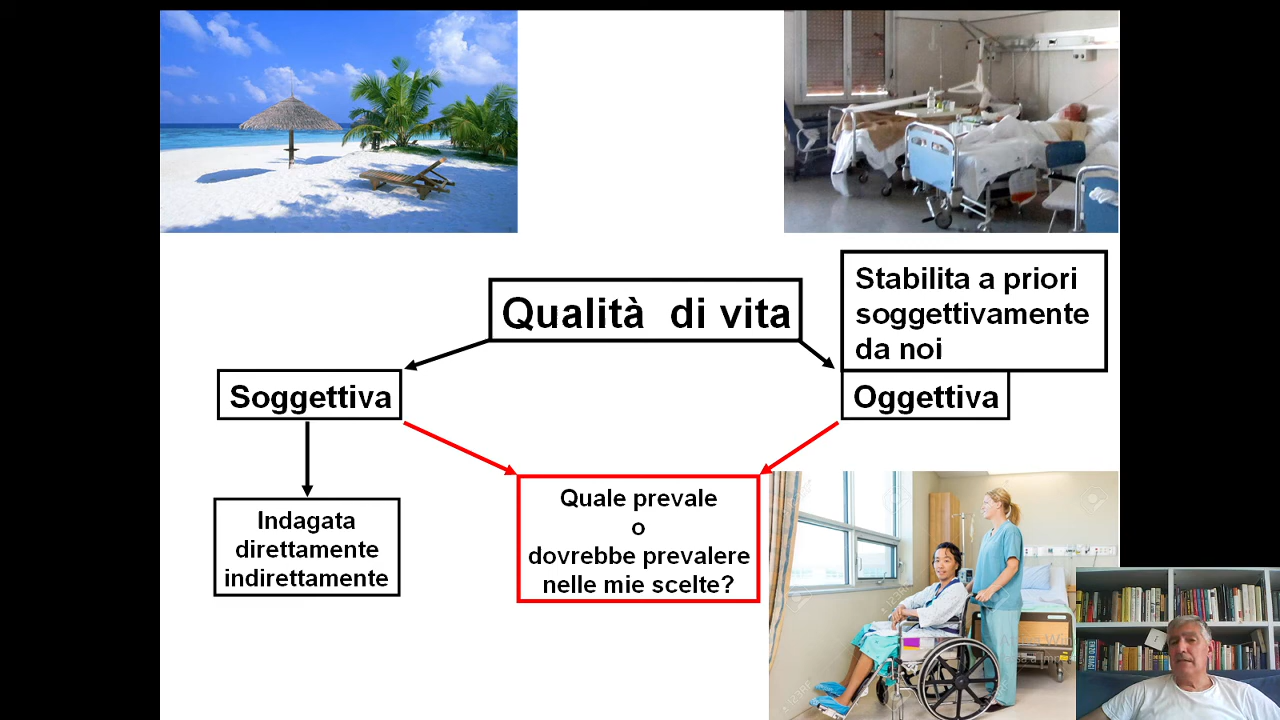 Qualità di vita
Stabilita a priori
soggettivamente
da noi
Soggettiva
Oggettiva
Indagata
direttamente
indirettamente
Quale prevale
o
dovrebbe prevalere
nelle mie scelte?